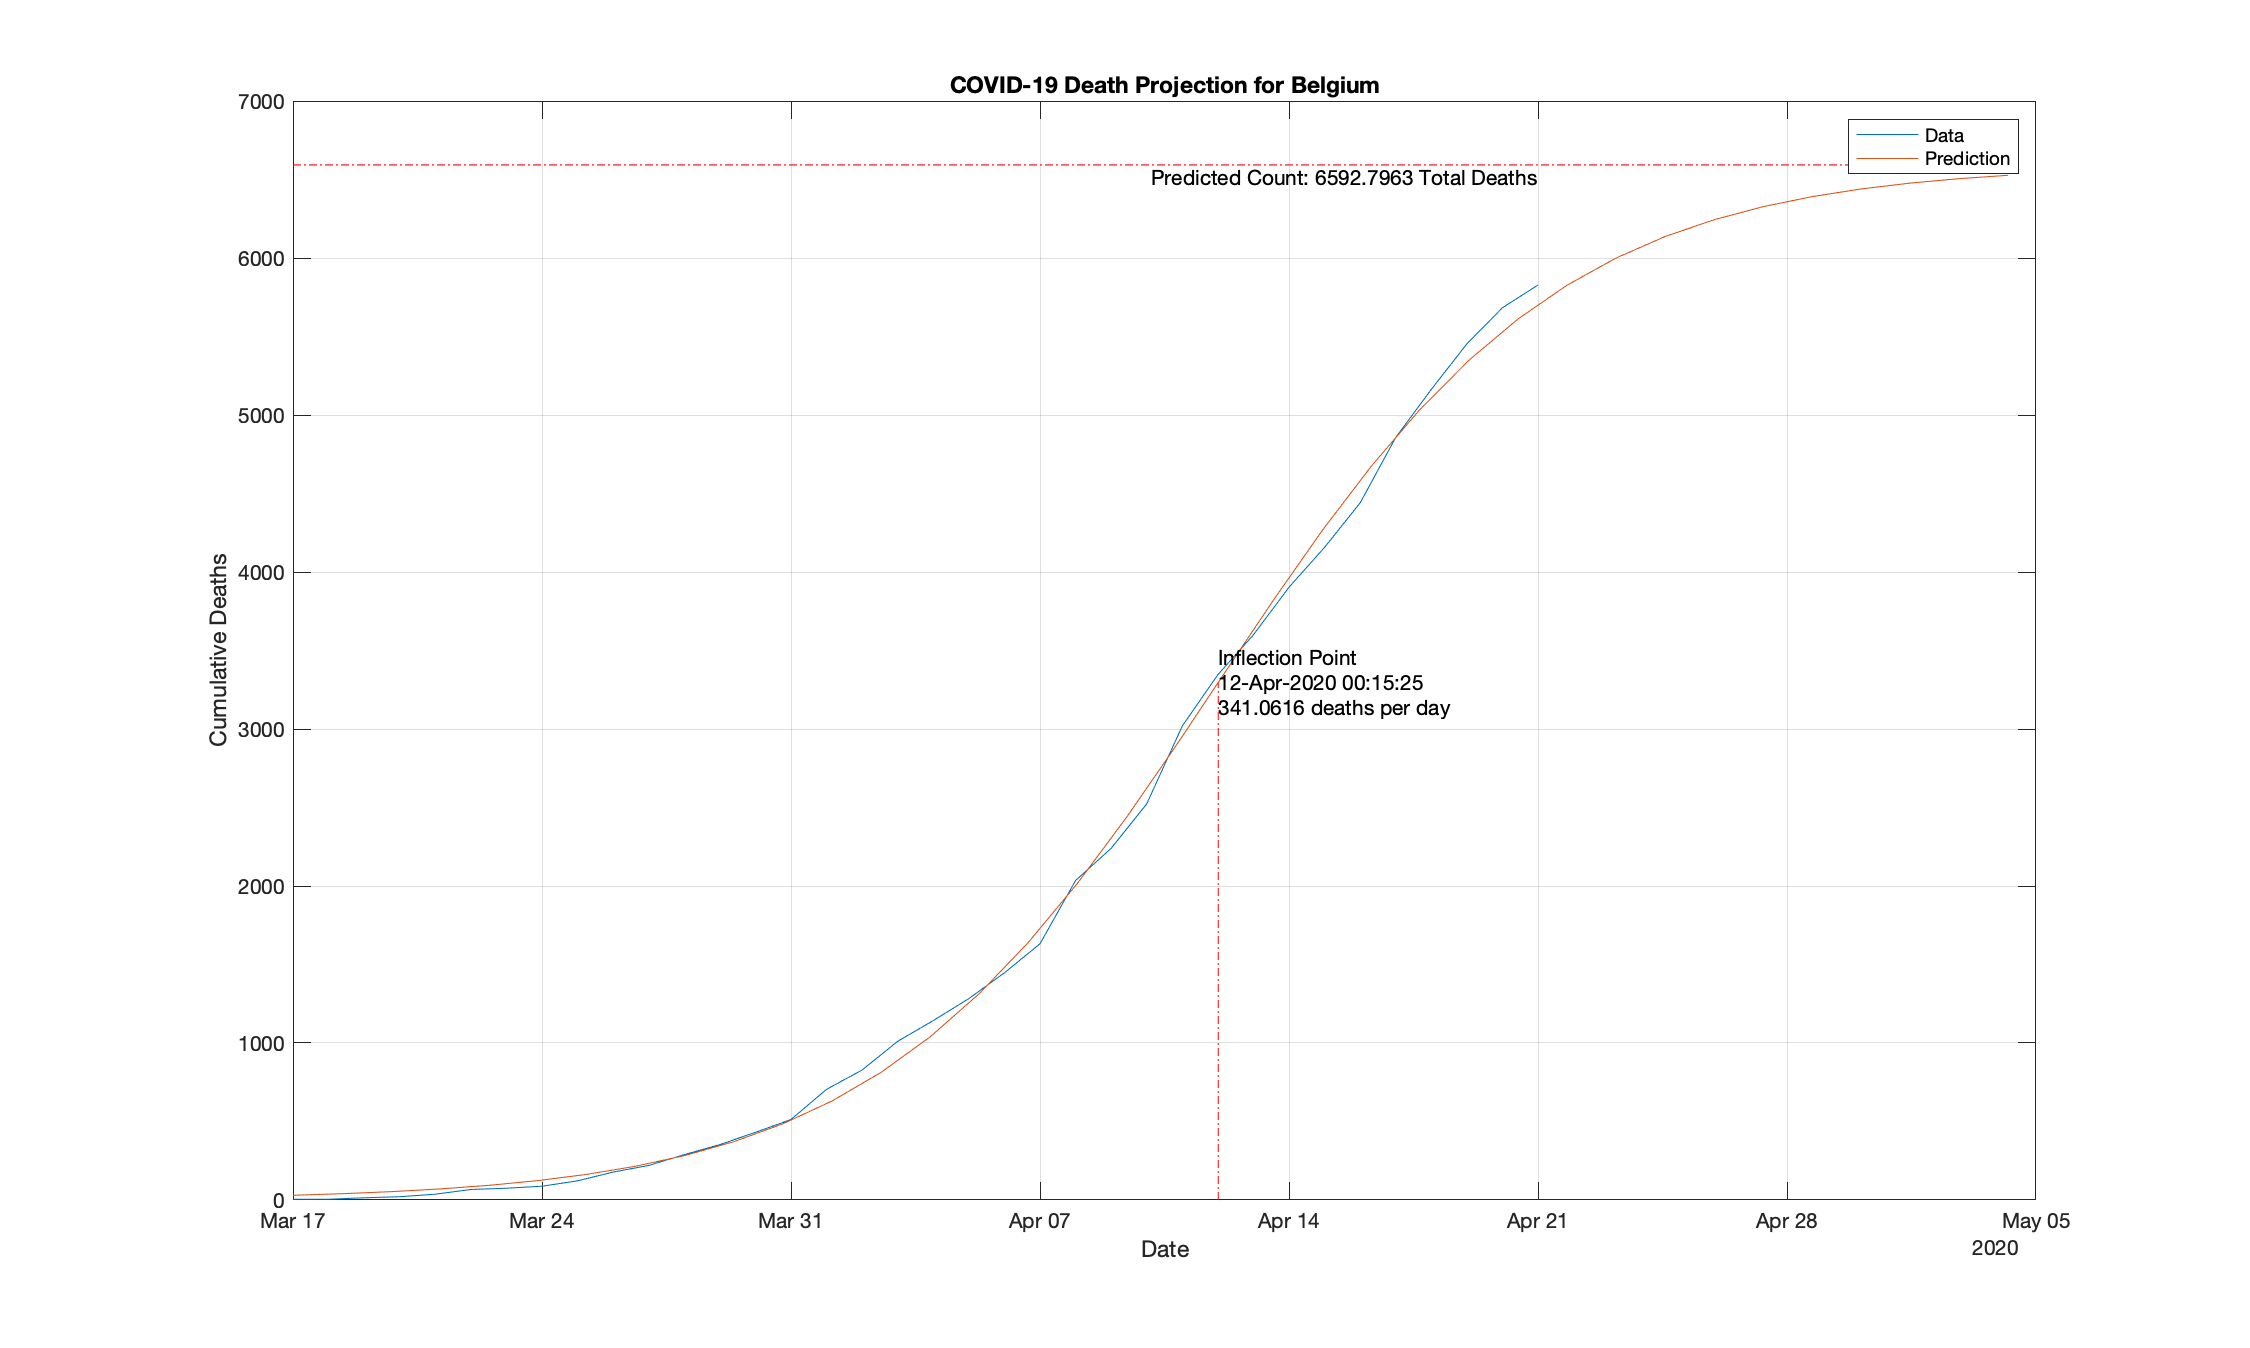 COVID-19 Death Projection for Belgium
7000
6000
5000
4000
3000
2000
1000
0
Cumulative Deaths
Data
Prediction
Predicted Count: 6592.7963 Total Deaths
Inflection Point
12-Apr-2020 00:15:25
341.0616 deaths per day
Mar 17 Mar 24 Mar 31 Apr 07 Apr 14 Apr 21 Apr 28 May 05
Date
2020